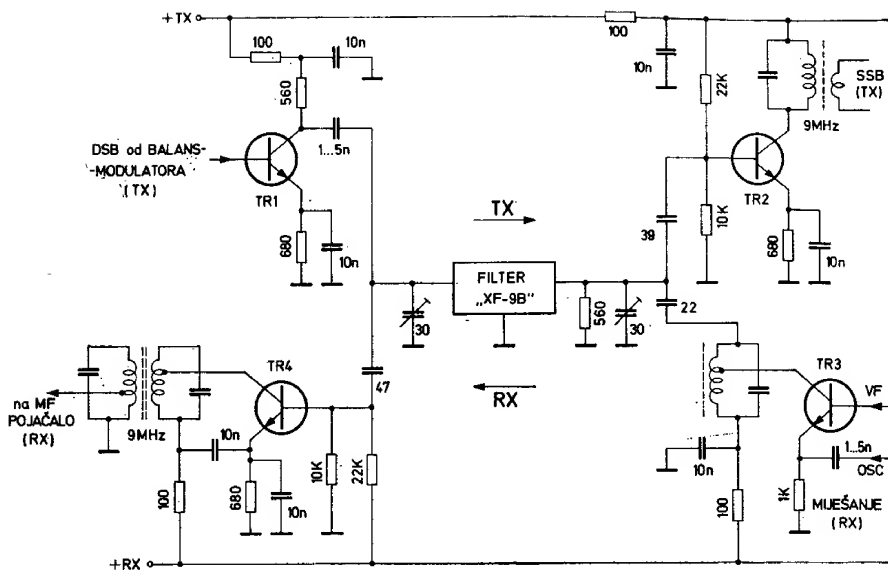 +TX
100
10n
560
DSB od BALANS-
-MODULATORA
(TX)
TR1
1...5n
680
10n
100
10n
22K
SSB
(TX)
9MHz
TR2
10K
39
680
10n
TX
FILTER
„XF-9B"
30
560
30
22
RX
47
TR4
na MF
POJAČALO
(RX)
9MHz
10n
100
680
10n
10K
22K
+RX
TR3
VF
1...5n
OSC
10n
100
1K
MIJEŠANJE
(RX)